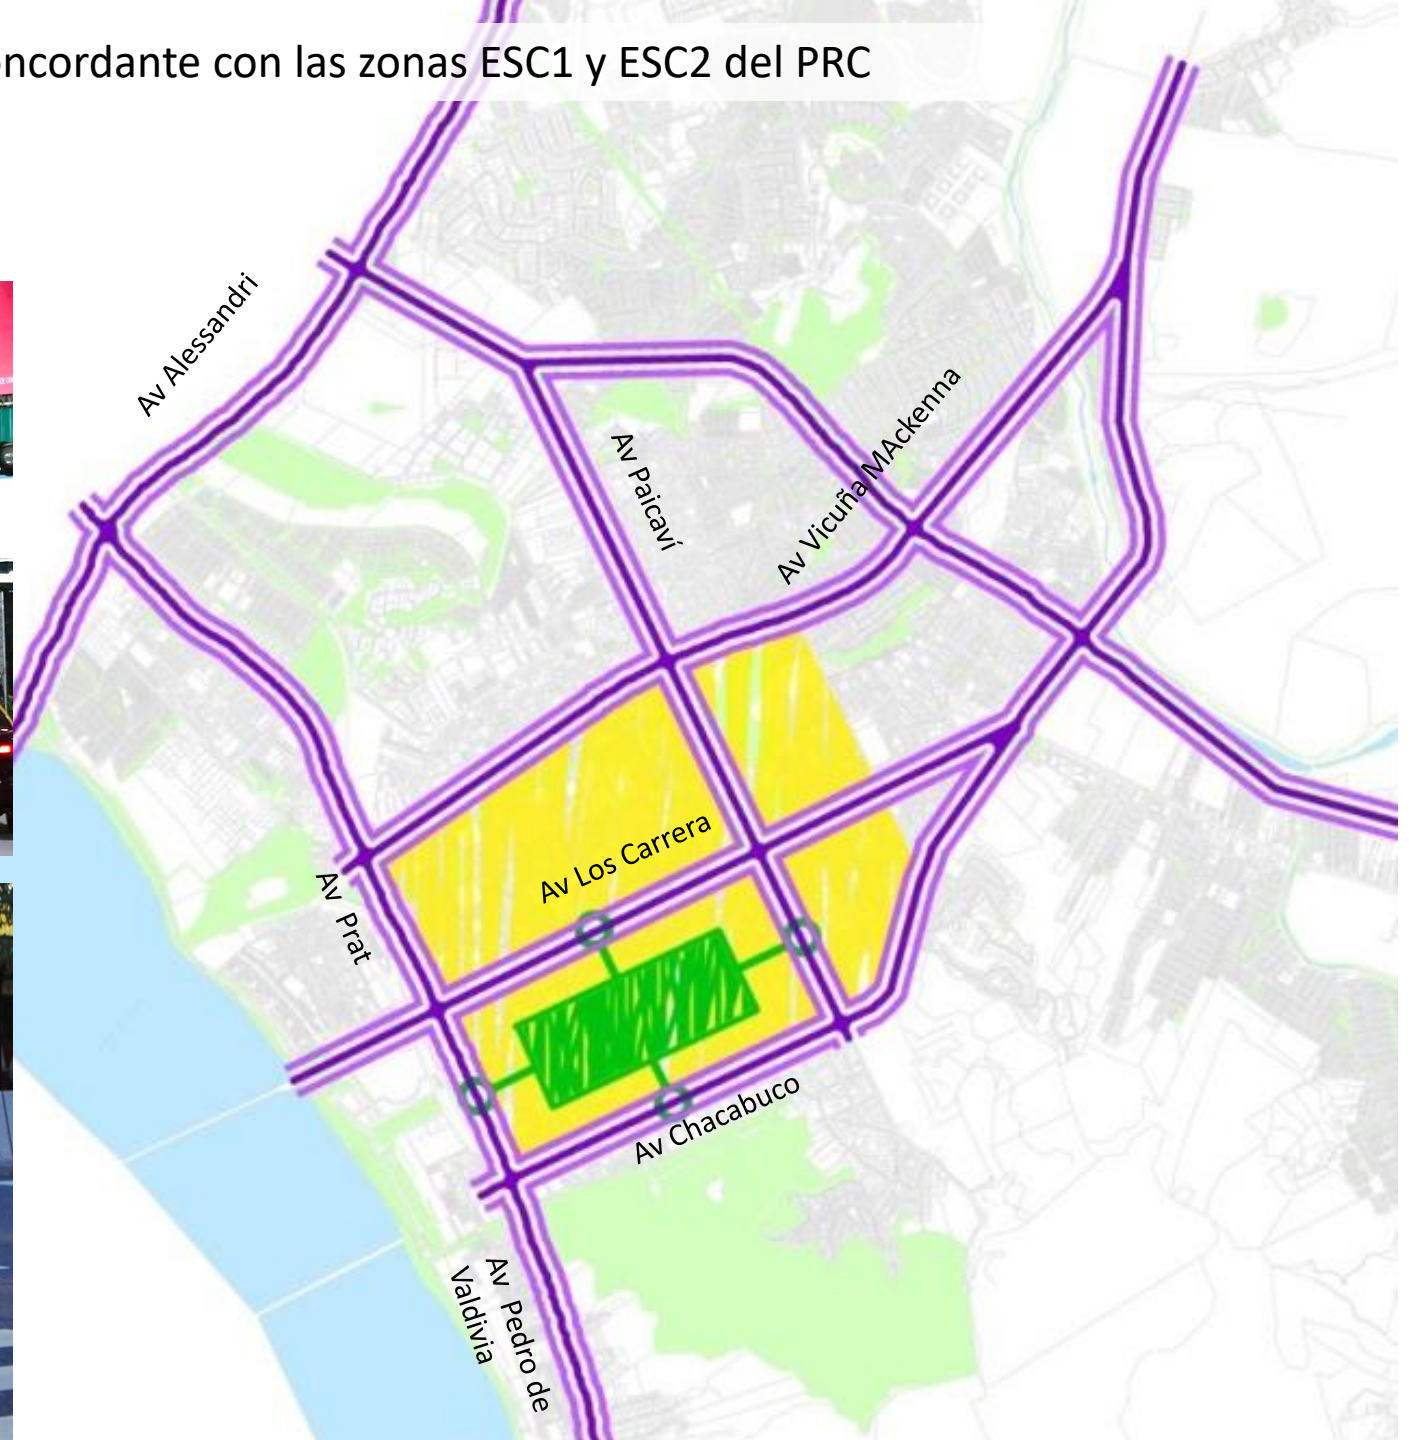 oncordante con las zonas ESC1 y ESC2 del PRC
Av Alessandri
Av Paicaví
Av Vicuña MAckenna
Av Los Carrera
Av Prat
Av Chacabuco
Av Pedro de
Valdivia